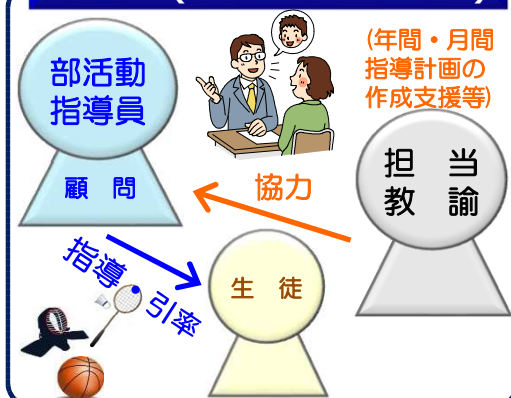 部活動
指導員
顧 問
(年間・月間
指導計画の
作成支援等)
担 当
教 諭
協力
指導・引率
生 徒